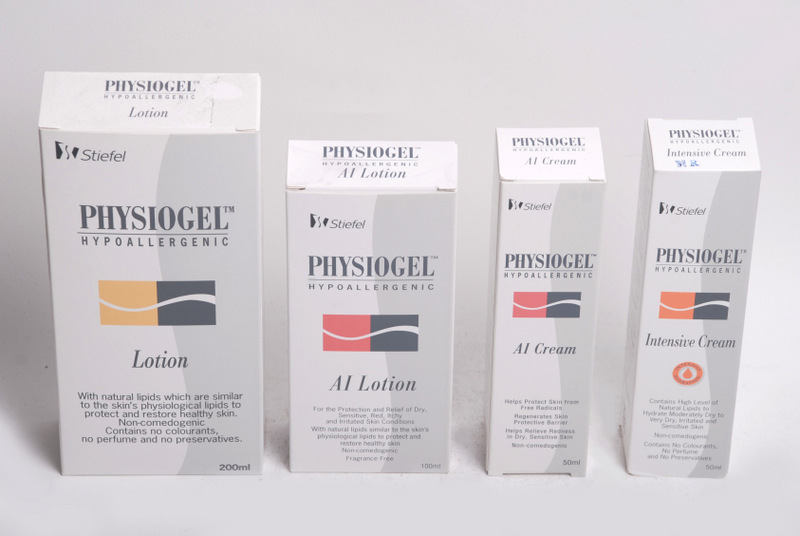 PHYSIOGEL™
HYPOALLERGENIC
Lotion
Stiefel
PHYSIOGEL™
HYPOALLERGENIC
Lotion
With natural lipids which are similar
to the skin's physiological lipids to
protect and restore healthy skin.
Non-comedogenic
Contains no colourants,
no perfume and no preservatives.
200ml
PHYSIOGEL™
HYPOALLERGENIC
AI Lotion
Stiefel
PHYSIOGEL™
HYPOALLERGENIC
AI Lotion
For the Protection and Relief of Dry,
Sensitive, Red, Itchy
and Irritated Skin Conditions
With natural lipids similar to the skin's
physiological lipids to protect and
restore healthy skin
Non-comedogenic
Fragrance Free
100ml
PHYSIOGEL™
HYPOALLERGENIC
AI Cream
Stiefel
PHYSIOGEL™
HYPOALLERGENIC
AI Cream
Helps Protect Skin from
Free Radicals
Regenerates Skin
Protective Barrier
Helps Relieve Redness
in Dry, Sensitive Skin
Non-comedogenic
50ml
PHYSIOGEL™
HYPOALLERGENIC
Intensive Cream
Stiefel
PHYSIOGEL™
HYPOALLERGENIC
Intensive Cream
Contains High Level of
Natural Lipids to
Hydrate Moderately Dry to
Very Dry, Irritated and
Sensitive Skin
Non-comedogenic
Contains No Colourants,
No Perfume
and No Preservatives
50ml